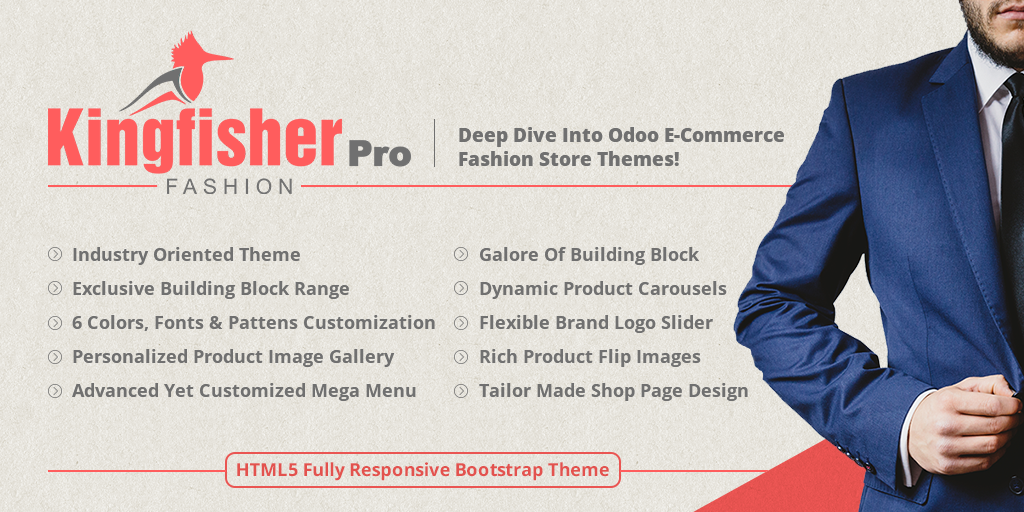 Kingfisher Pro
FASHION
Deep Dive Into Odoo E-Commerce
Fashion Store Themes!
Industry Oriented Theme
Exclusive Building Block Range
6 Colors, Fonts & Pattens Customization
Personalized Product Image Gallery
Advanced Yet Customized Mega Menu
Galore Of Building Block
Dynamic Product Carousels
Flexible Brand Logo Slider
Rich Product Flip Images
Tailor Made Shop Page Design
HTML5 Fully Responsive Bootstrap Theme